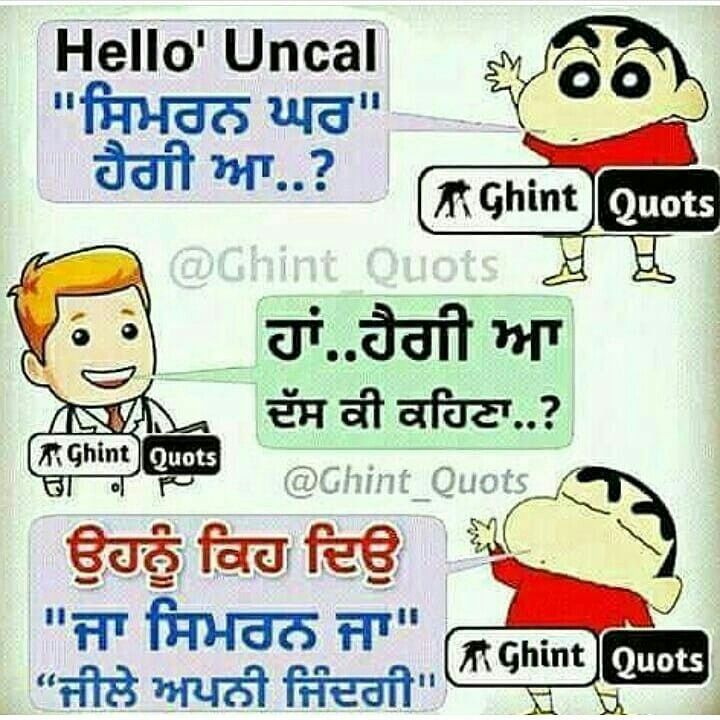 Hello' Uncal
"ਸਿਮਰਨ ਘਰ"
ਹੈਗੀ ਆ..?
Ghint Quots
@Ghint_Quots
ਹਾਂ..ਹੈਗੀ ਆ
ਦੱਸ ਕੀ ਕਹਿਣਾ..?
Ghint Quots
@Ghint_Quots
ਉਹਨੂੰ ਕਿਹ ਦਿਉ
"ਜਾ ਸਿਮਰਨ ਜਾ"
“ਜੀਲੇ ਅਪਨੀ ਜਿੰਦਗੀ"
Ghint Quots